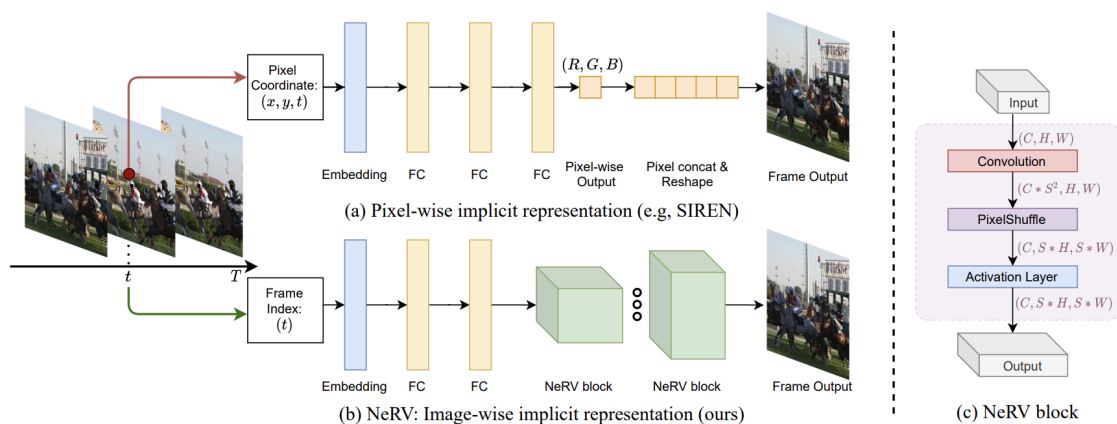 Pixel
Coordinate:
(x, y, t)
Embedding
FC
FC
FC
(R, G, B)
Pixel-wise
Output
Pixel concat &
Reshape
Frame Output
(a) Pixel-wise implicit representation (e.g, SIREN)
t
T
Frame
Index:
(t)
Embedding
FC
FC
NeRV block
NeRV block
Frame Output
(b) NeRV: Image-wise implicit representation (ours)
Input
(C, H, W)
Convolution
(C * S², H, W)
PixelShuffle
(C, S * H, S * W)
Activation Layer
(C, S * H, S * W)
Output
(c) NeRV block